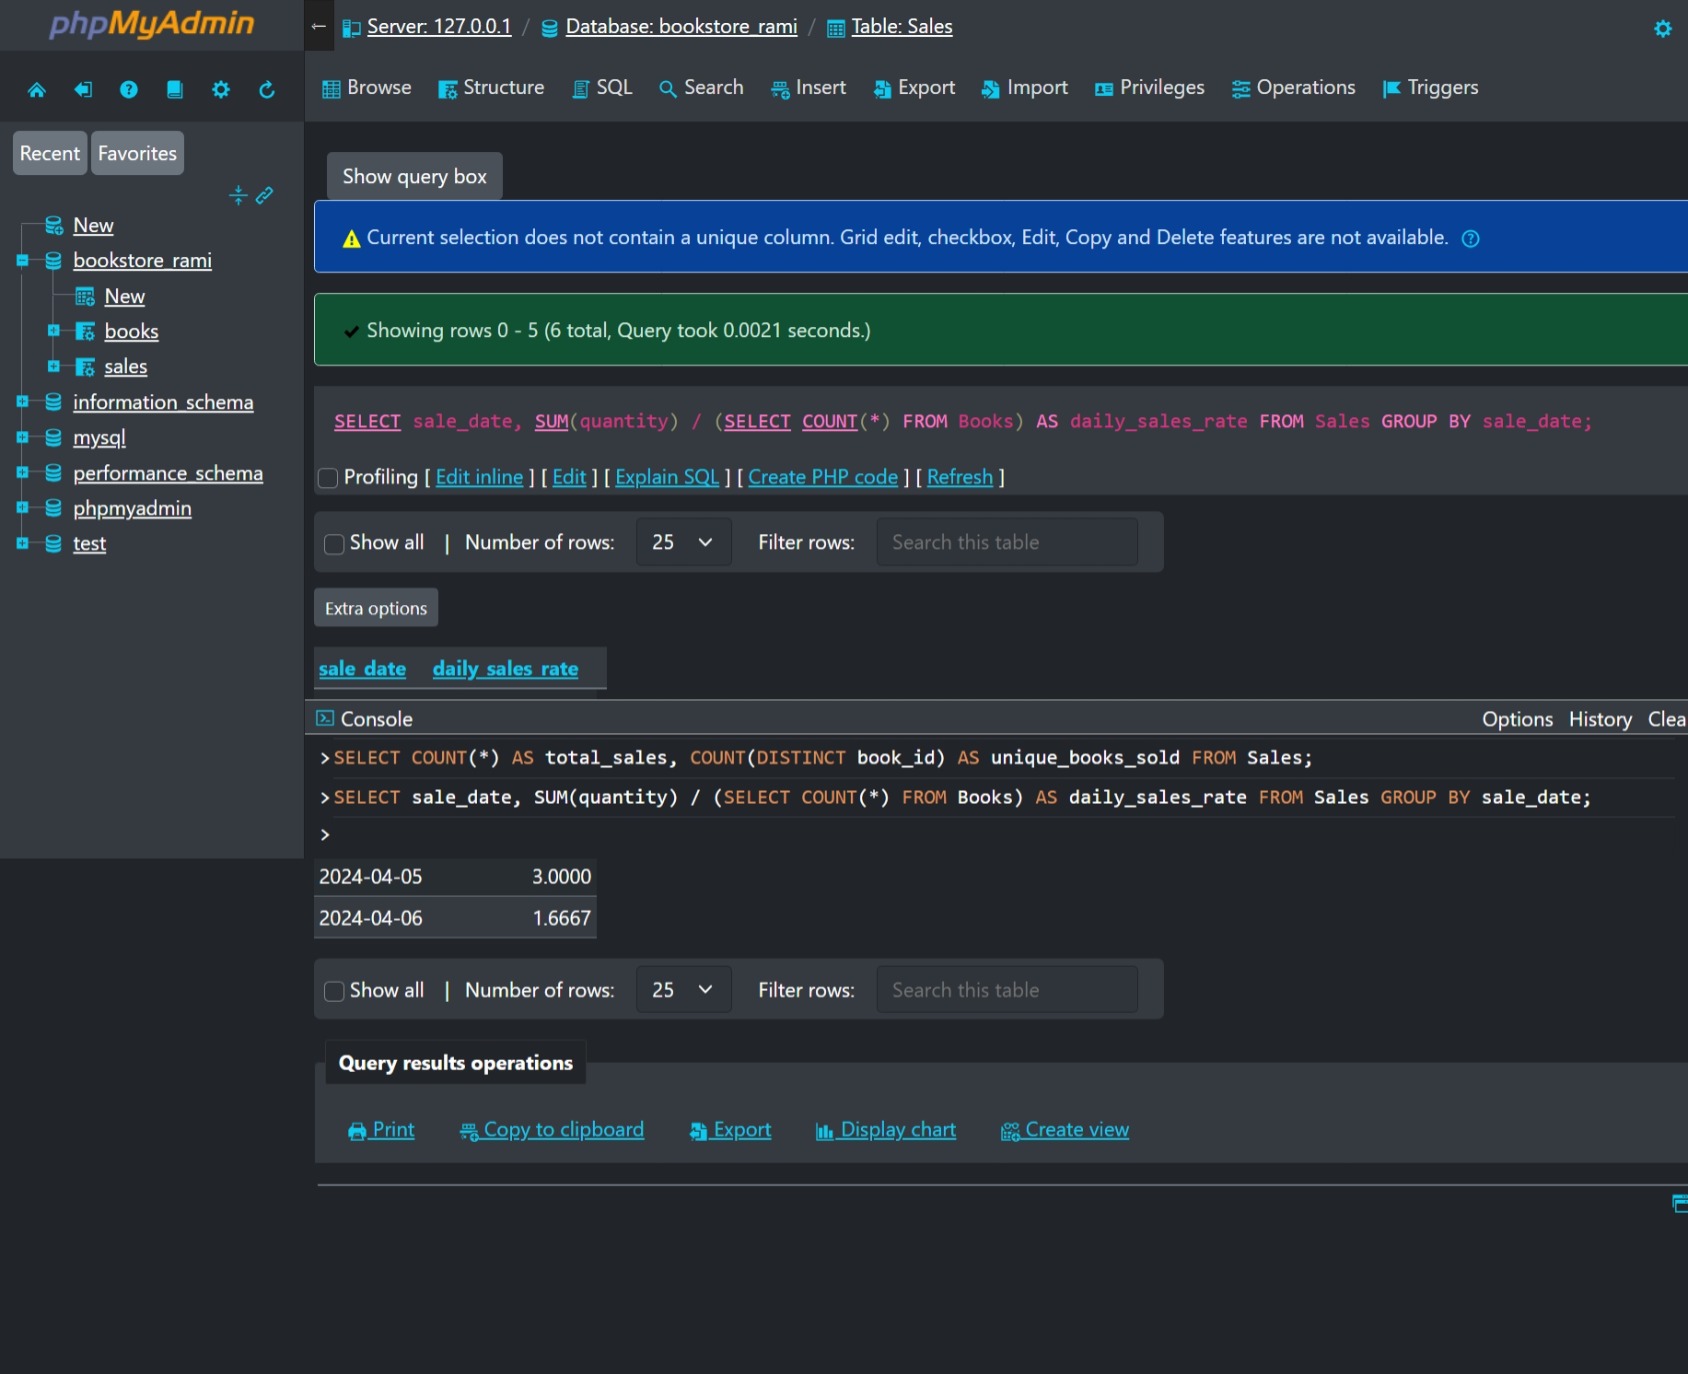 phpMyAdmin
Recent Favorites
New
bookstore_rami
New
books
sales
information_schema
mysql
performance_schema
phpmyadmin
test
← Server: 127.0.0.1 / Database: bookstore_rami / Table: Sales
Browse Structure SQL Search Insert Export Import Privileges Operations Triggers
Show query box
Current selection does not contain a unique column. Grid edit, checkbox, Edit, Copy and Delete features are not available.
Showing rows 0 - 5 (6 total, Query took 0.0021 seconds.)
SELECT sale_date, SUM(quantity) / (SELECT COUNT(*) FROM Books) AS daily_sales_rate FROM Sales GROUP BY sale_date;
Profiling [ Edit inline ] [ Edit ] [ Explain SQL ] [ Create PHP code ] [ Refresh ]
Show all | Number of rows: 25 Filter rows: Search this table
Extra options
sale_date daily_sales_rate
Console Options History Clea
>SELECT COUNT(*) AS total_sales, COUNT(DISTINCT book_id) AS unique_books_sold FROM Sales;
>SELECT sale_date, SUM(quantity) / (SELECT COUNT(*) FROM Books) AS daily_sales_rate FROM Sales GROUP BY sale_date;
>
2024-04-05 3.0000
2024-04-06 1.6667
Show all | Number of rows: 25 Filter rows: Search this table
Query results operations
Print Copy to clipboard Export Display chart Create view